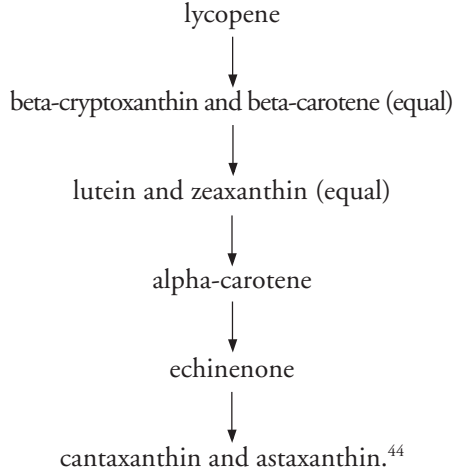 lycopene
beta-cryptoxanthin and beta-carotene (equal)
lutein and zeaxanthin (equal)
alpha-carotene
echinenone
cantaxanthin and astaxanthin.⁴⁴